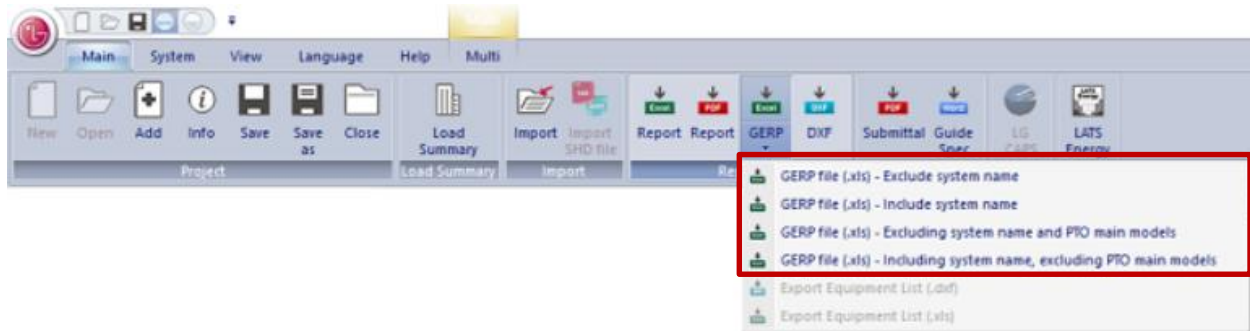 Main System View Language Help Multi
New Open Add Info Save Save as Close Load Summary Import Import SHD file Report Report GERP DXF Submittal Guide Spec LG CAPS LATS Energy
Excel PDF Excel DXF PDF Word
Project Load Summary Import Re
GERP file (.xls) - Exclude system name
GERP file (.xls) - Include system name
GERP file (.xls) - Excluding system name and PTO main models
GERP file (.xls) - Including system name, excluding PTO main models
Export Equipment List (.dxf)
Export Equipment List (.xls)